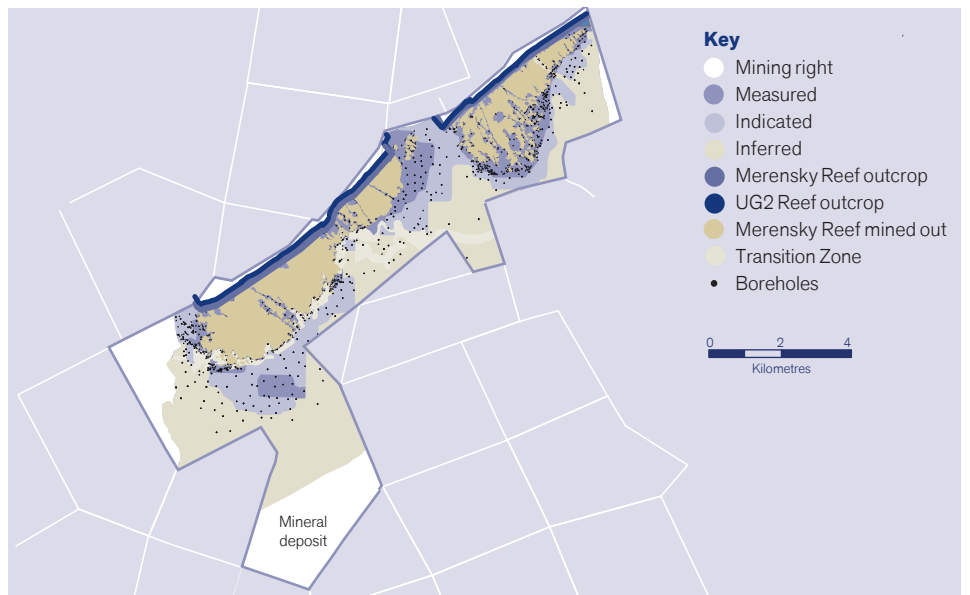 Key
Mining right
Measured
Indicated
Inferred
Merensky Reef outcrop
UG2 Reef outcrop
Merensky Reef mined out
Transition Zone
Boreholes
0 2 4
Kilometres
Mineral
deposit